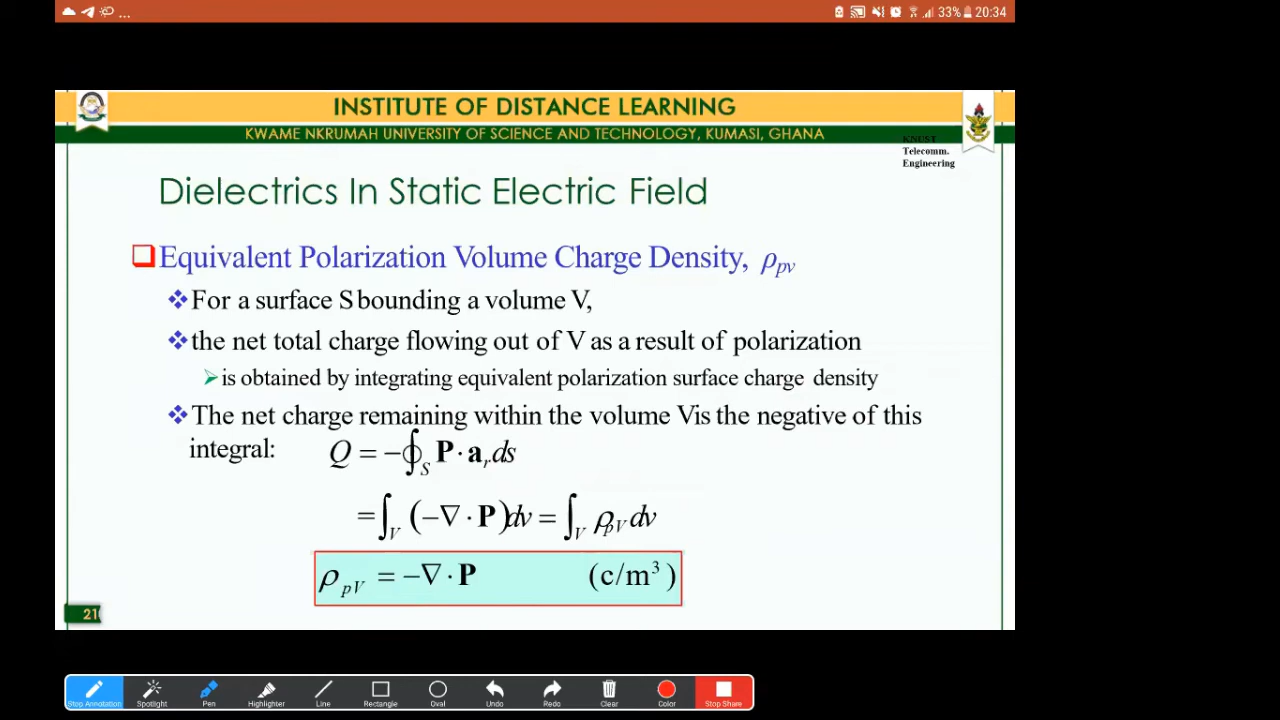 ... 33% 20:34
INSTITUTE OF DISTANCE LEARNING
KWAME NKRUMAH UNIVERSITY OF SCIENCE AND TECHNOLOGY, KUMASI, GHANA
KNUST
Telecomm.
Engineering
Dielectrics In Static Electric Field
Equivalent Polarization Volume Charge Density, ρpv
For a surface S bounding a volume V,
the net total charge flowing out of V as a result of polarization
is obtained by integrating equivalent polarization surface charge density
The net charge remaining within the volume V is the negative of this
integral: Q = −∮S P · ar ds
= ∫V (−∇ · P) dv = ∫V ρpV dv
ρpV = −∇ · P (c/m³)
21
Stop Annotation Spotlight Pen Highlighter Line Rectangle Oval Undo Redo Clear Color Stop Share